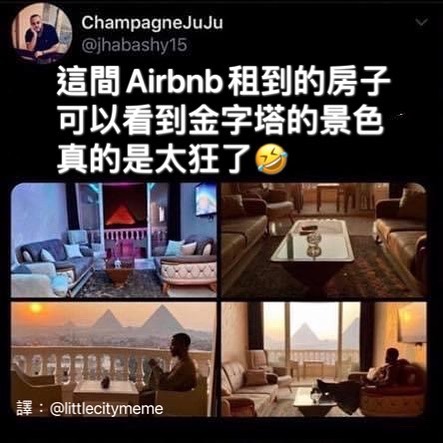 ChampagneJuJu
@jhabashy15
這間Airbnb租到的房子
可以看到金字塔的景色
真的是太狂了🤣
譯：@littlecitymeme